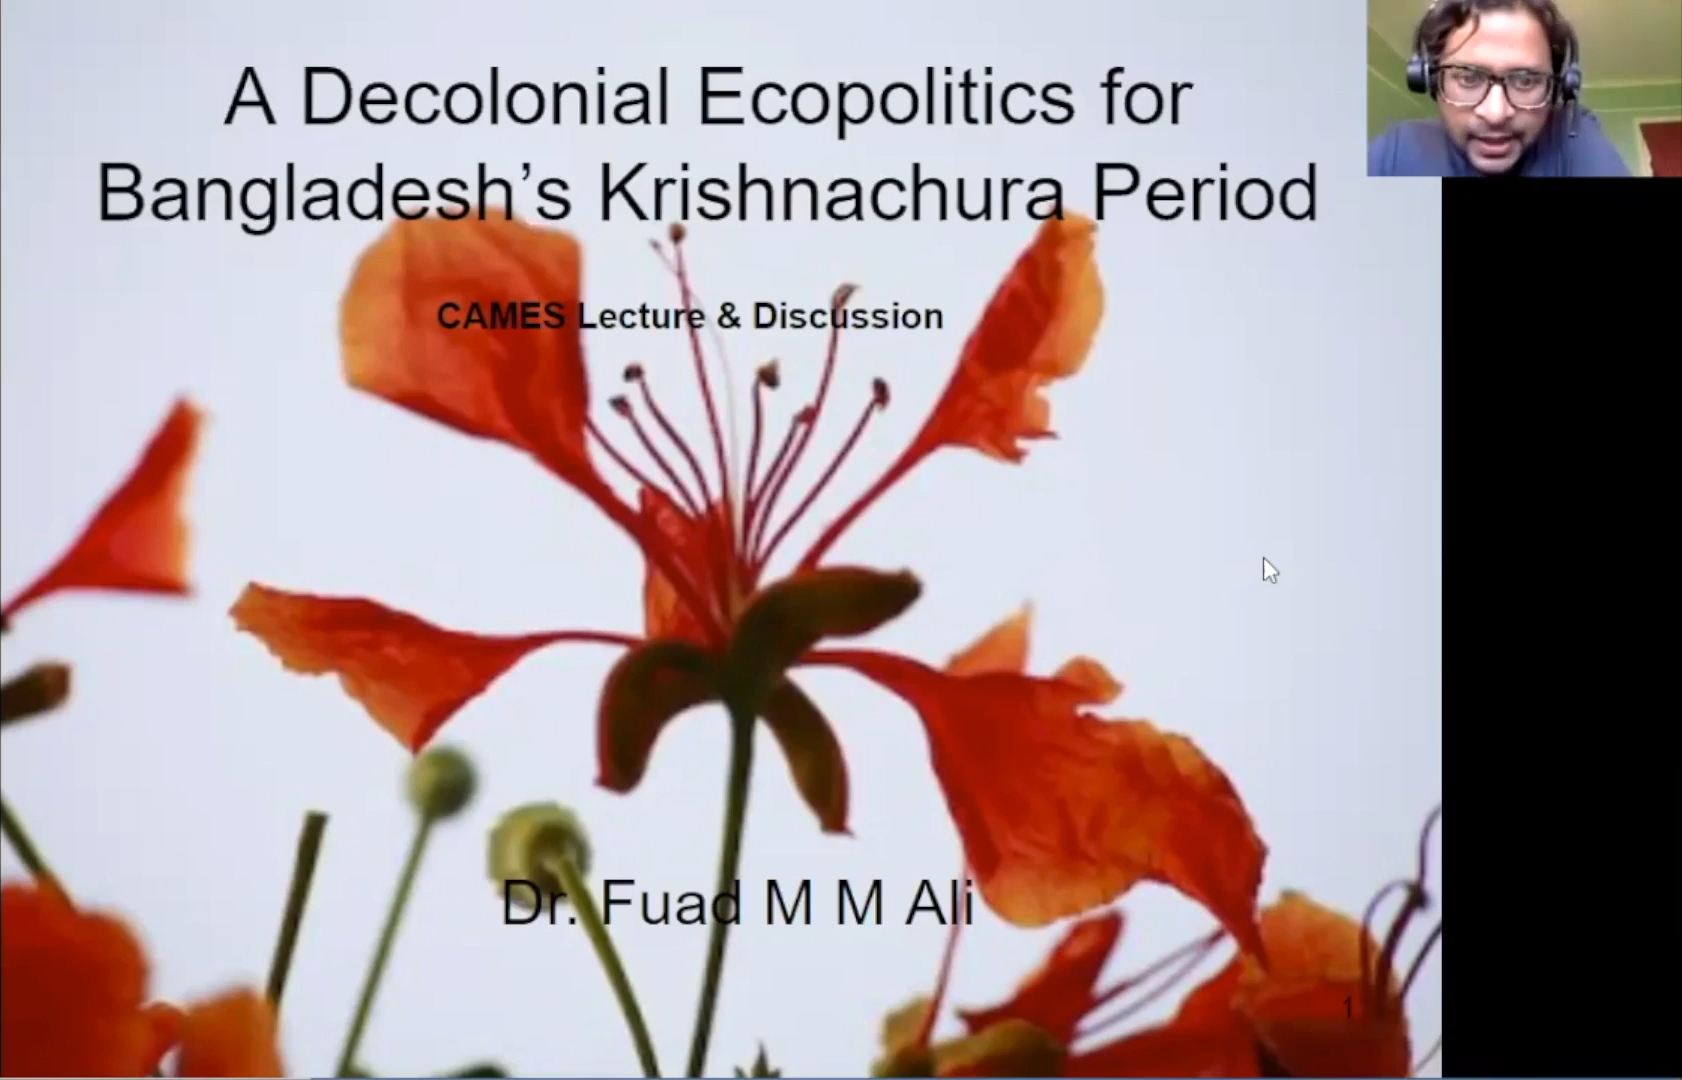 A Decolonial Ecopolitics for
Bangladesh’s Krishnachura Period
CAMES Lecture & Discussion
Dr. Fuad M M Ali
1